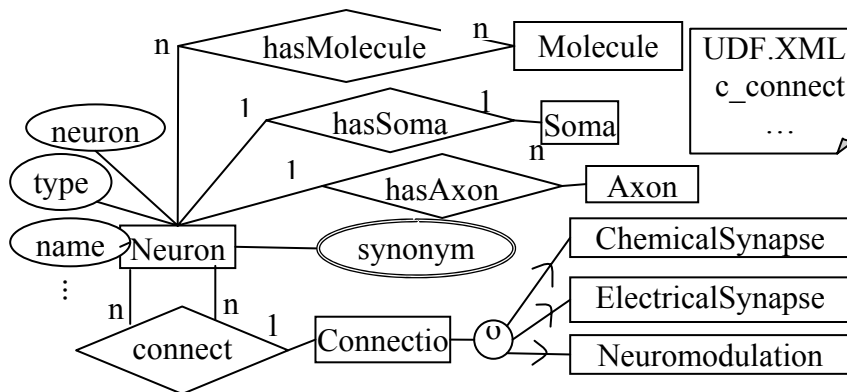 n
hasMolecule
n
Molecule
UDF.XML
c_connect
...
1
hasSoma
1
Soma
neuron
1
hasAxon
n
Axon
type
name
Neuron
synonym
...
ChemicalSynapse
n
n
ElectricalSynapse
connect
1
Connectio
o
Neuromodulation